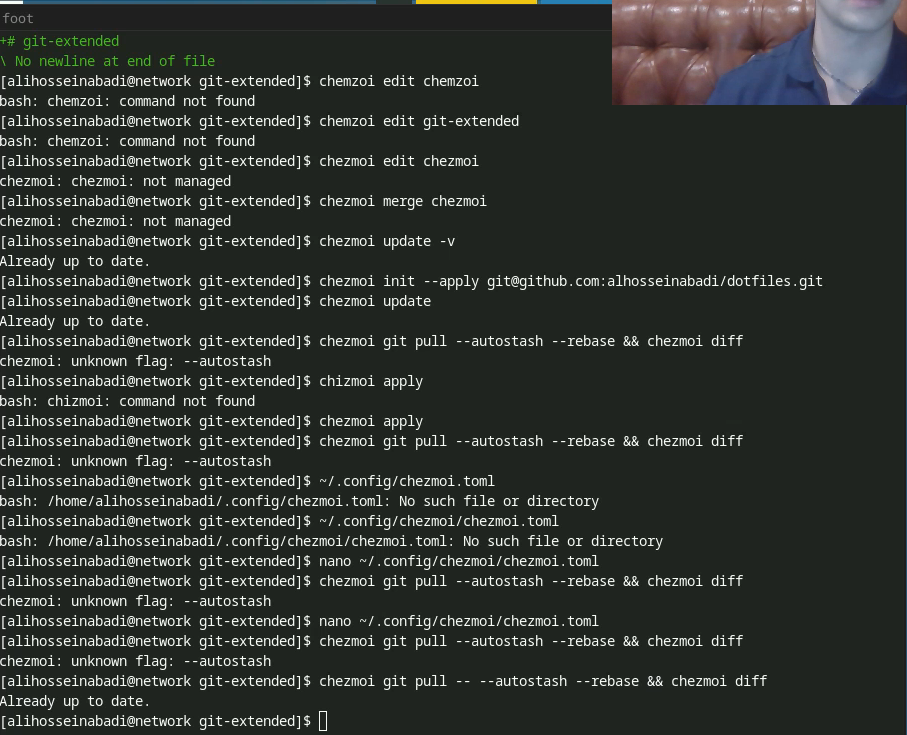 foot
+# git-extended
\ No newline at end of file
[alihosseinabadi@network git-extended]$ chemzoi edit chemzoi
bash: chemzoi: command not found
[alihosseinabadi@network git-extended]$ chemzoi edit git-extended
bash: chemzoi: command not found
[alihosseinabadi@network git-extended]$ chezmoi edit chezmoi
chezmoi: chezmoi: not managed
[alihosseinabadi@network git-extended]$ chezmoi merge chezmoi
chezmoi: chezmoi: not managed
[alihosseinabadi@network git-extended]$ chezmoi update -v
Already up to date.
[alihosseinabadi@network git-extended]$ chezmoi init --apply git@github.com:alhosseinabadi/dotfiles.git
[alihosseinabadi@network git-extended]$ chezmoi update
Already up to date.
[alihosseinabadi@network git-extended]$ chezmoi git pull --autostash --rebase && chezmoi diff
chezmoi: unknown flag: --autostash
[alihosseinabadi@network git-extended]$ chizmoi apply
bash: chizmoi: command not found
[alihosseinabadi@network git-extended]$ chezmoi apply
[alihosseinabadi@network git-extended]$ chezmoi git pull --autostash --rebase && chezmoi diff
chezmoi: unknown flag: --autostash
[alihosseinabadi@network git-extended]$ ~/.config/chezmoi.toml
bash: /home/alihosseinabadi/.config/chezmoi.toml: No such file or directory
[alihosseinabadi@network git-extended]$ ~/.config/chezmoi/chezmoi.toml
bash: /home/alihosseinabadi/.config/chezmoi/chezmoi.toml: No such file or directory
[alihosseinabadi@network git-extended]$ nano ~/.config/chezmoi/chezmoi.toml
[alihosseinabadi@network git-extended]$ chezmoi git pull --autostash --rebase && chezmoi diff
chezmoi: unknown flag: --autostash
[alihosseinabadi@network git-extended]$ nano ~/.config/chezmoi/chezmoi.toml
[alihosseinabadi@network git-extended]$ chezmoi git pull --autostash --rebase && chezmoi diff
chezmoi: unknown flag: --autostash
[alihosseinabadi@network git-extended]$ chezmoi git pull -- --autostash --rebase && chezmoi diff
Already up to date.
[alihosseinabadi@network git-extended]$